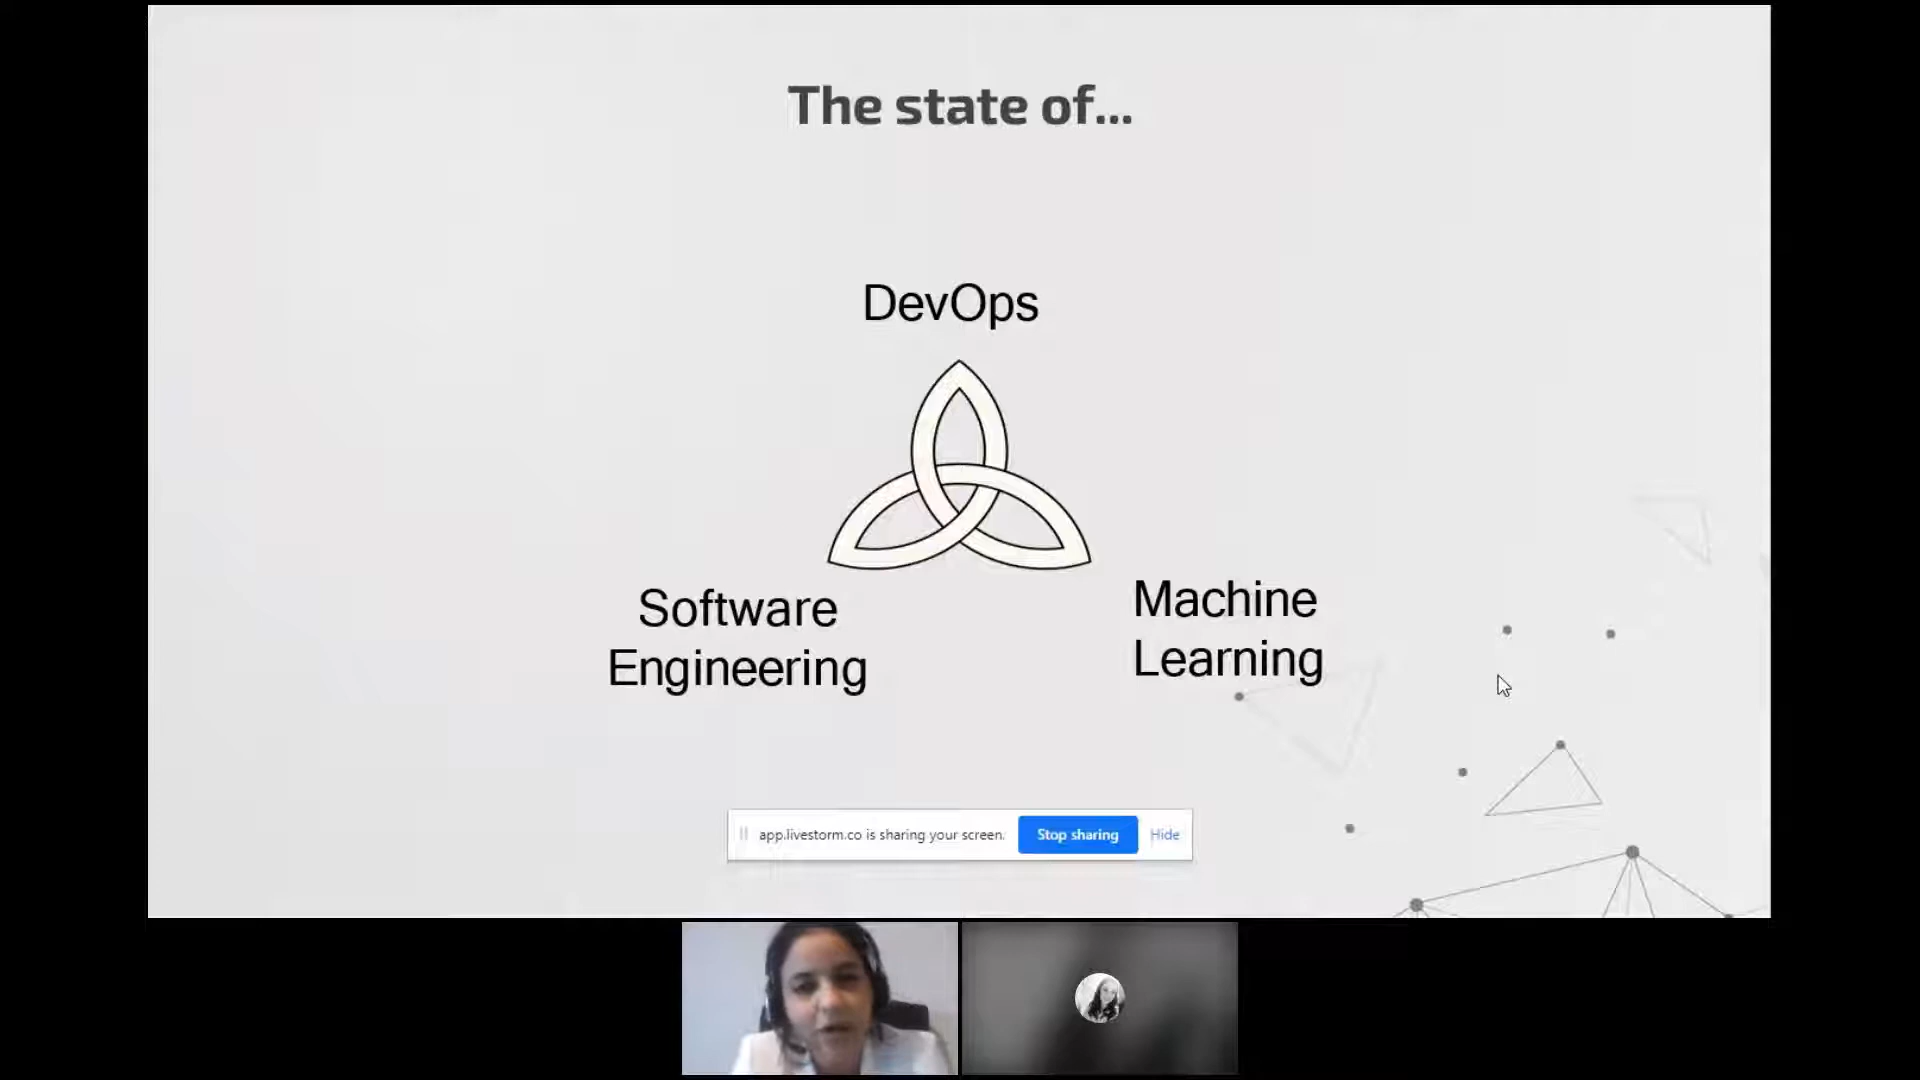 The state of...
DevOps
Software
Engineering
Machine
Learning
app.livestorm.co is sharing your screen.
Stop sharing
Hide